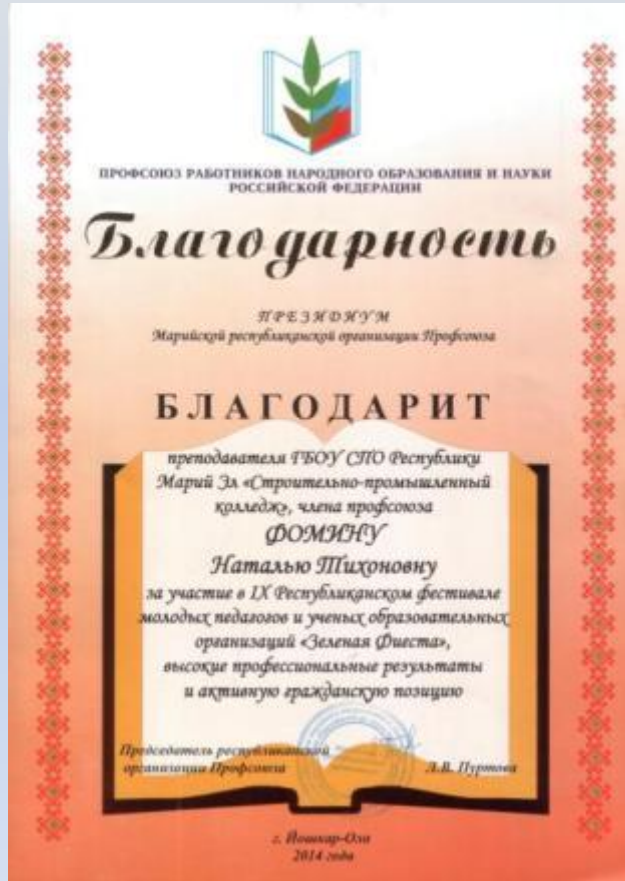 ПРОФСОЮЗ РАБОТНИКОВ НАРОДНОГО ОБРАЗОВАНИЯ И НАУКИ
РОССИЙСКОЙ ФЕДЕРАЦИИ
Благодарность
ПРЕЗИДИУМ
Марийской республиканской организации Профсоюза
БЛАГОДАРИТ
преподавателя ГБОУ СПО Республики
Марий Эл «Строительно-промышленный
колледж», члена профсоюза
ФОМИНУ
Наталью Тихоновну
за участие в IX Республиканском фестивале
молодых педагогов и ученых образовательных
организаций «Зеленая Фиеста»,
высокие профессиональные результаты
и активную гражданскую позицию
Председатель республиканской
организации Профсоюза
Л.В. Пуртова
г. Йошкар-Ола
2014 года